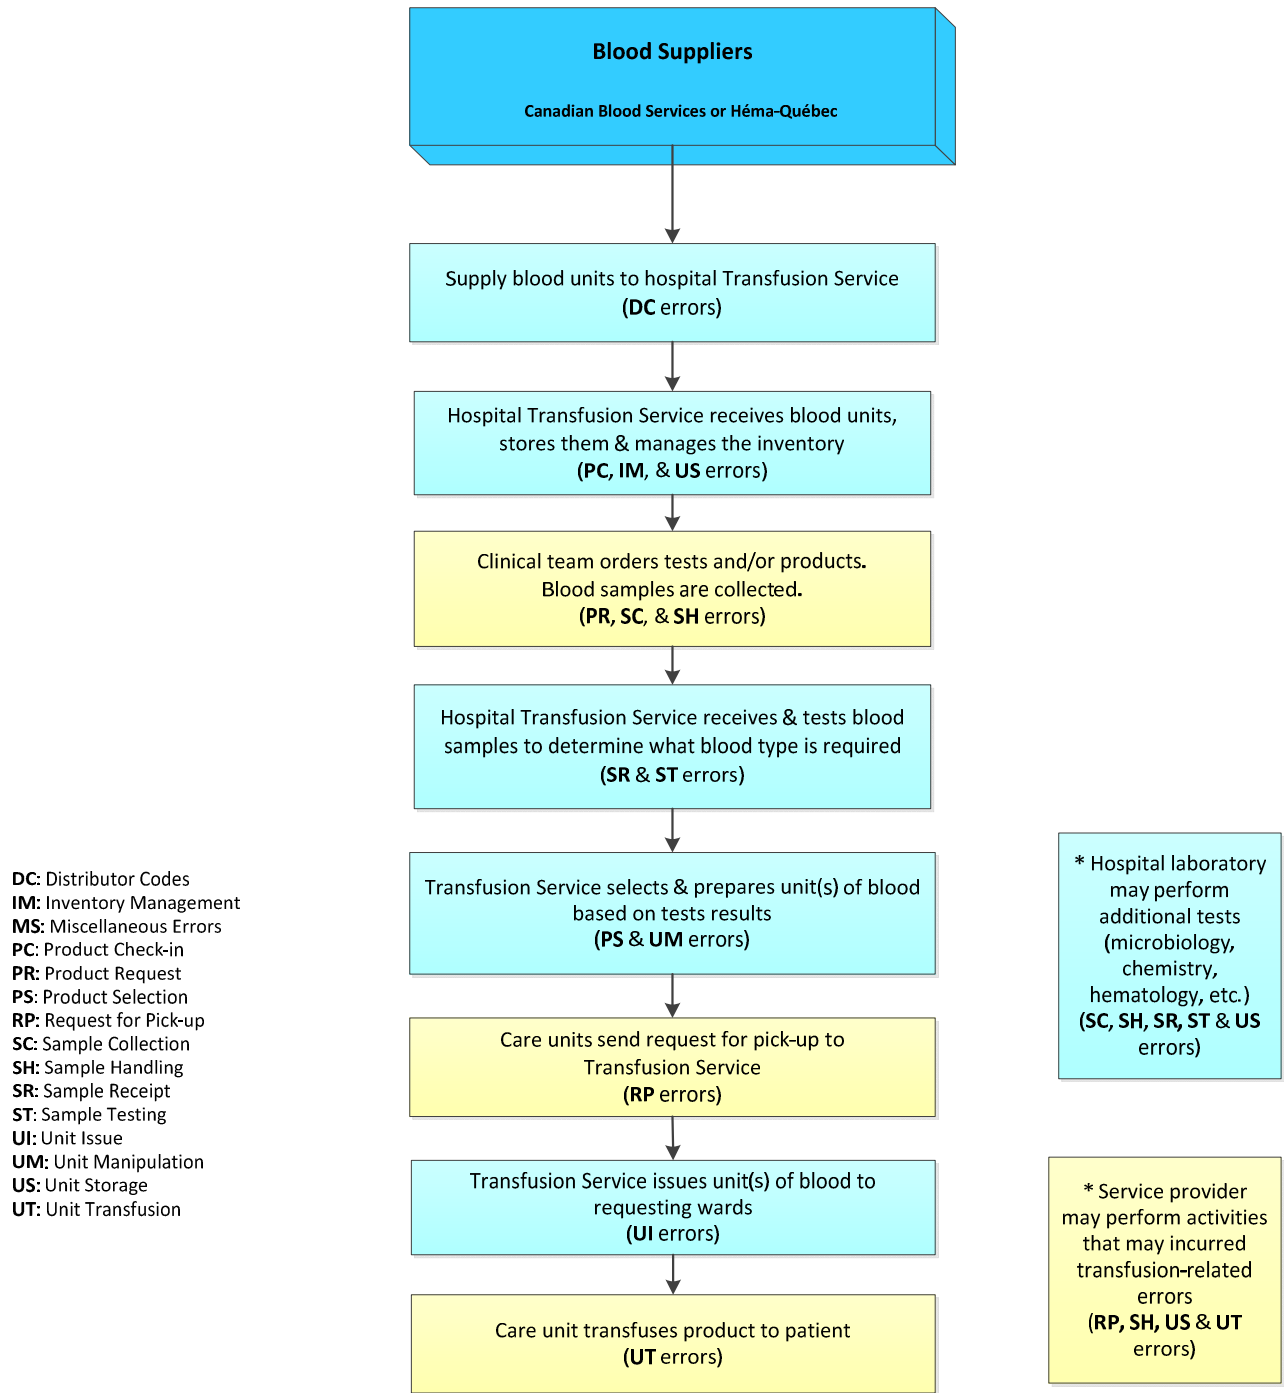 Blood Suppliers
Canadian Blood Services or Héma-Québec
Supply blood units to hospital Transfusion Service
(DC errors)
Hospital Transfusion Service receives blood units,
stores them & manages the inventory
(PC, IM, & US errors)
Clinical team orders tests and/or products.
Blood samples are collected.
(PR, SC, & SH errors)
Hospital Transfusion Service receives & tests blood
samples to determine what blood type is required
(SR & ST errors)
Transfusion Service selects & prepares unit(s) of blood
based on tests results
(PS & UM errors)
Care units send request for pick-up to
Transfusion Service
(RP errors)
Transfusion Service issues unit(s) of blood to
requesting wards
(UI errors)
Care unit transfuses product to patient
(UT errors)
DC: Distributor Codes
IM: Inventory Management
MS: Miscellaneous Errors
PC: Product Check-in
PR: Product Request
PS: Product Selection
RP: Request for Pick-up
SC: Sample Collection
SH: Sample Handling
SR: Sample Receipt
ST: Sample Testing
UI: Unit Issue
UM: Unit Manipulation
US: Unit Storage
UT: Unit Transfusion
* Hospital laboratory
may perform
additional tests
(microbiology,
chemistry,
hematology, etc.)
(SC, SH, SR, ST & US
errors)
* Service provider
may perform activities
that may incurred
transfusion-related
errors
(RP, SH, US & UT
errors)